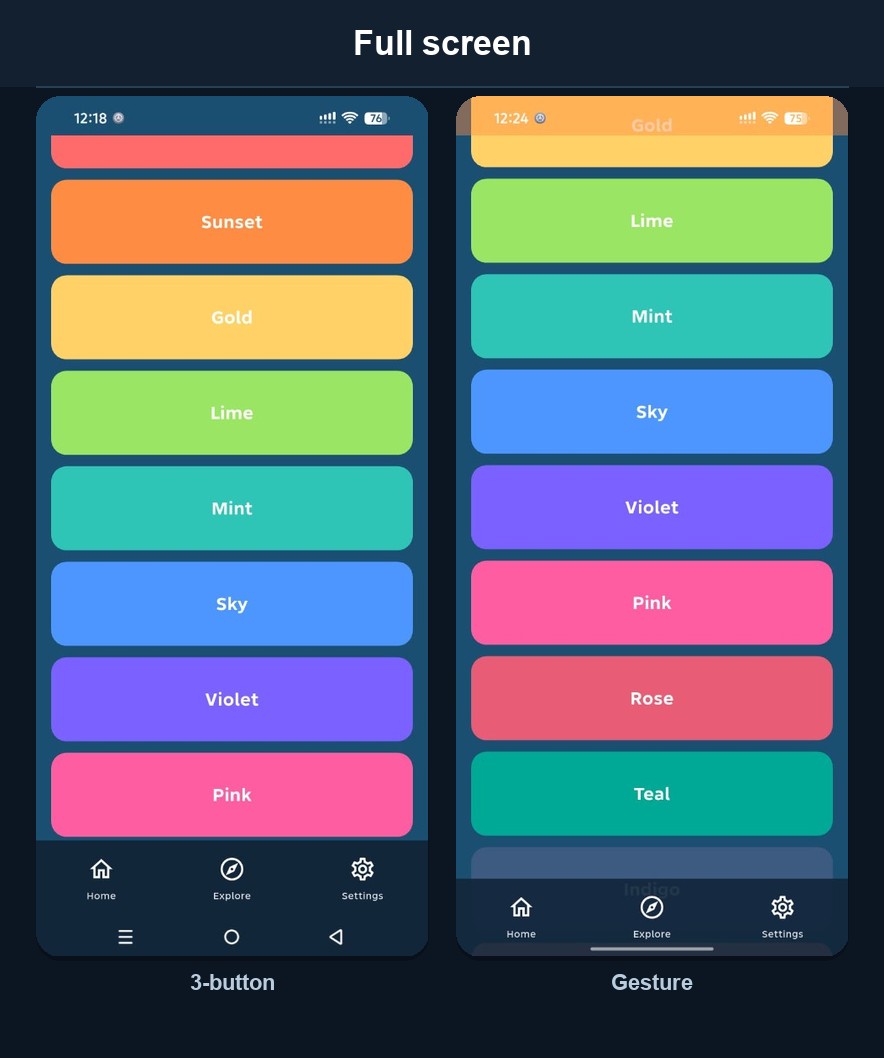 Full screen
12:18
76
Sunset
Gold
Lime
Mint
Sky
Violet
Pink
Home
Explore
Settings
3-button
12:24
75
Gold
Lime
Mint
Sky
Violet
Pink
Rose
Teal
Indigo
Home
Explore
Settings
Gesture